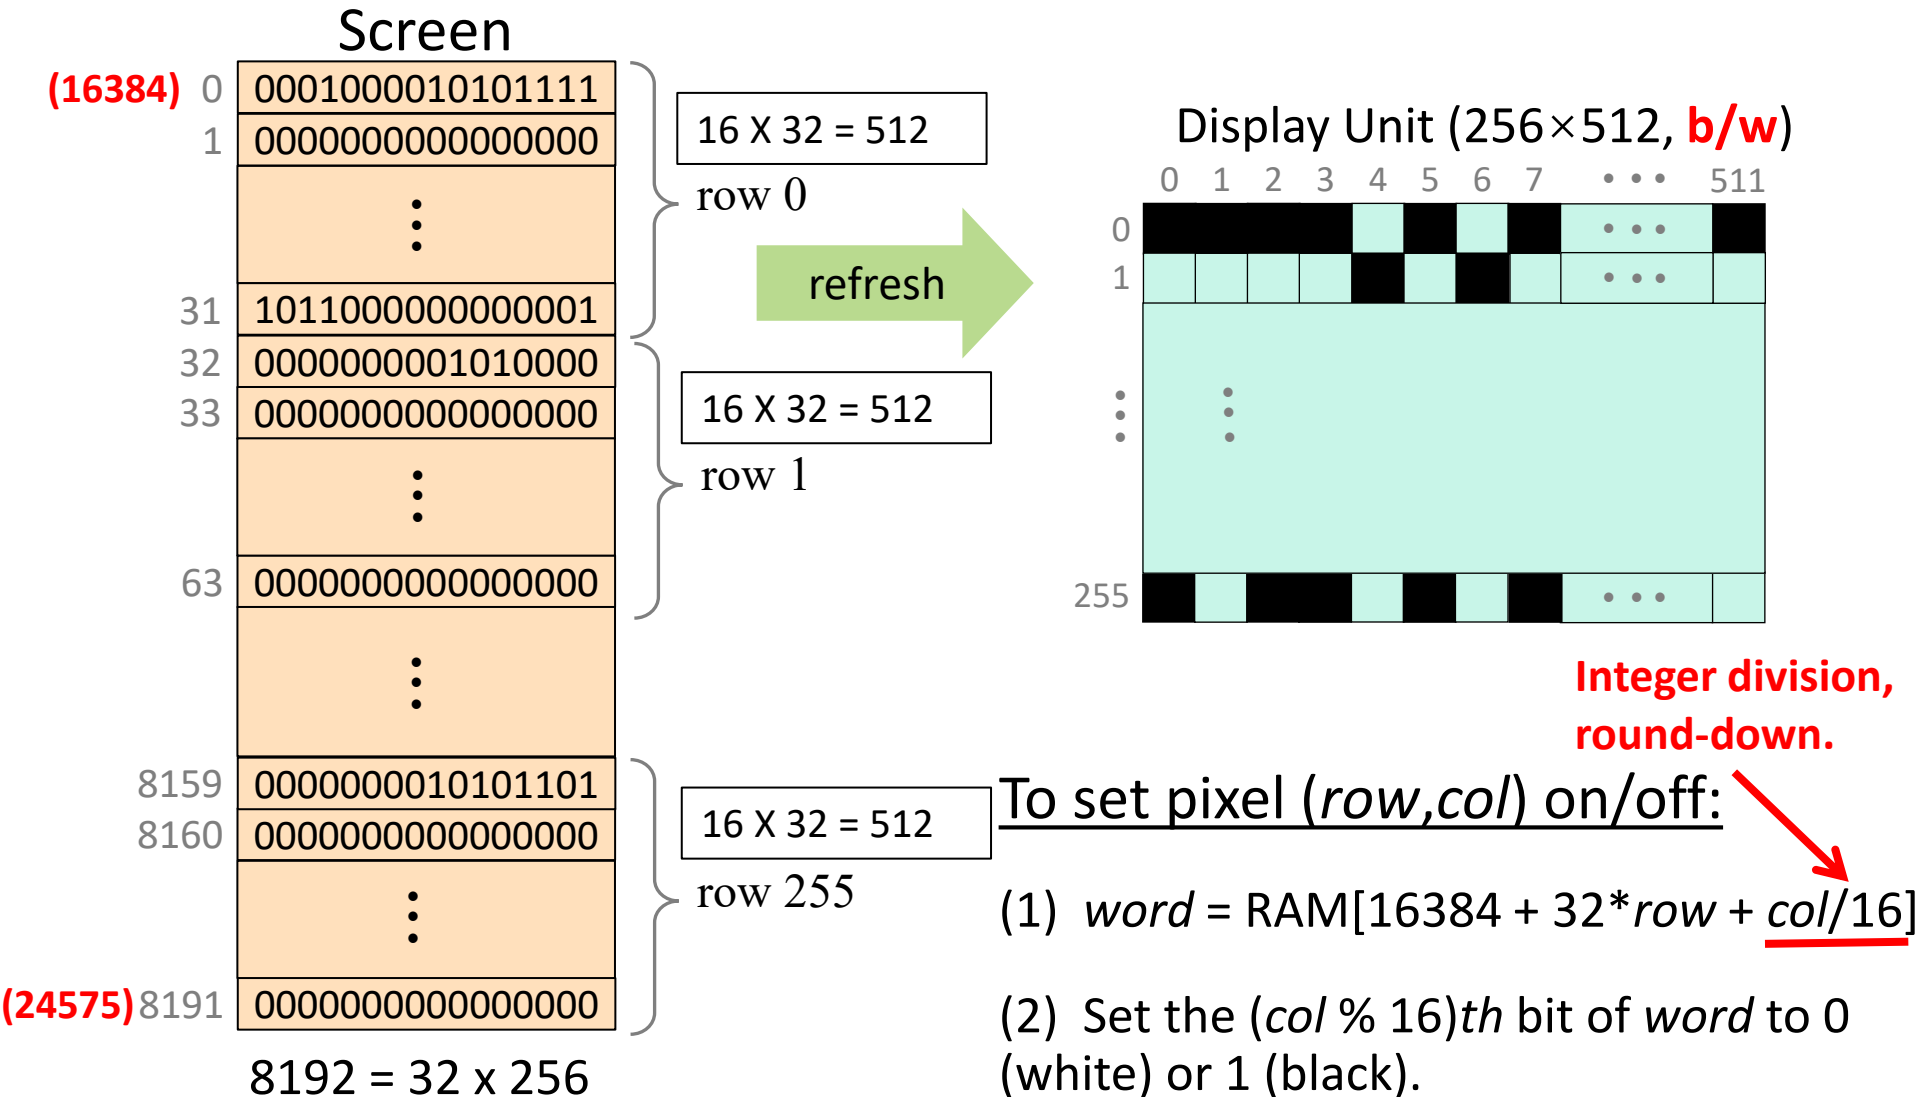 Screen
(16384) 0 0001000010101111
1 0000000000000000
31 1011000000000001
32 0000000001010000
33 0000000000000000
63 0000000000000000
8159 0000000010101101
8160 0000000000000000
(24575) 8191 0000000000000000
8192 = 32 x 256
16 X 32 = 512
row 0
16 X 32 = 512
row 1
16 X 32 = 512
row 255
refresh
Display Unit (256×512, b/w)
0 1 2 3 4 5 6 7 • • • 511
0 • • •
1 • • •
255 • • •
Integer division,
round-down.
To set pixel (row,col) on/off:
(1) word = RAM[16384 + 32*row + col/16]
(2) Set the (col % 16)th bit of word to 0
(white) or 1 (black).